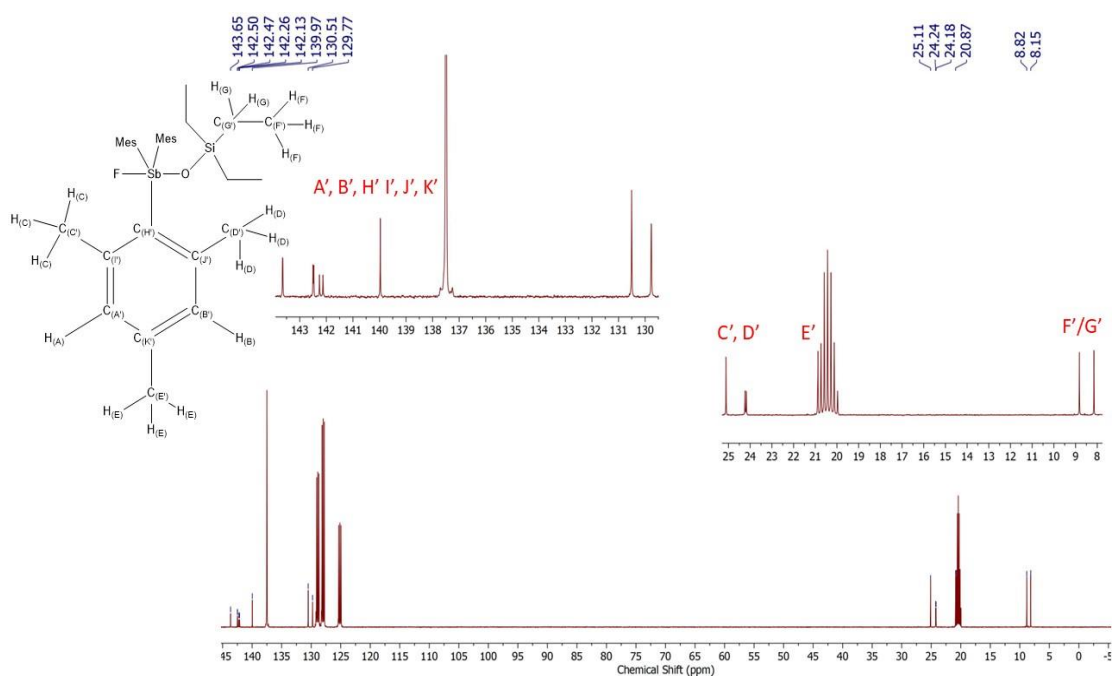 143.65
142.50
142.47
142.26
142.13
139.97
130.51
129.77
25.11
24.24
24.18
20.87
8.82
8.15
H(G)
H(G)
H(F)
C(G') C(F') H(F)
H(F)
Mes Mes Si
F Sb O
H(C)
H(C) C(C')
H(C)
C(H')
H(D)
C(D') H(D)
H(D)
C(I') C(J')
C(A') C(B')
H(A) C(K') H(B)
C(E')
H(E) H(E)
H(E)
A', B', H' I', J', K'
143 142 141 140 139 138 137 136 135 134 133 132 131 130
C', D' E' F'/G'
25 24 23 22 21 20 19 18 17 16 15 14 13 12 11 10 9 8
145 140 135 130 125 120 115 110 105 100 95 90 85 80 75 70 65 60 55 50 45 40 35 30 25 20 15 10 5 0 -5
Chemical Shift (ppm)